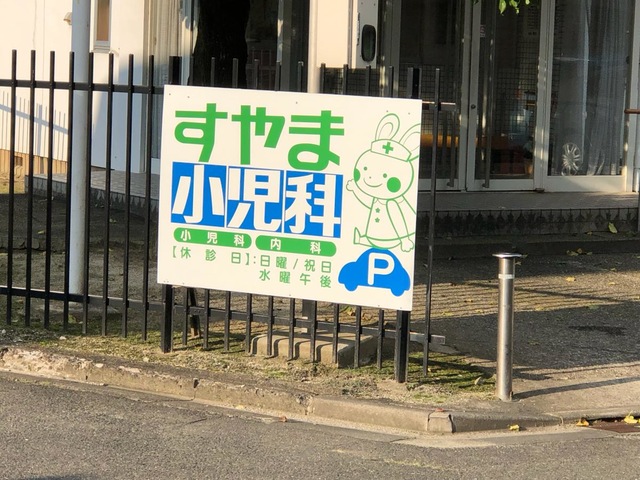 すやま
小児科
小児科 内科
【休診日】:日曜/祝日
水曜午後
P